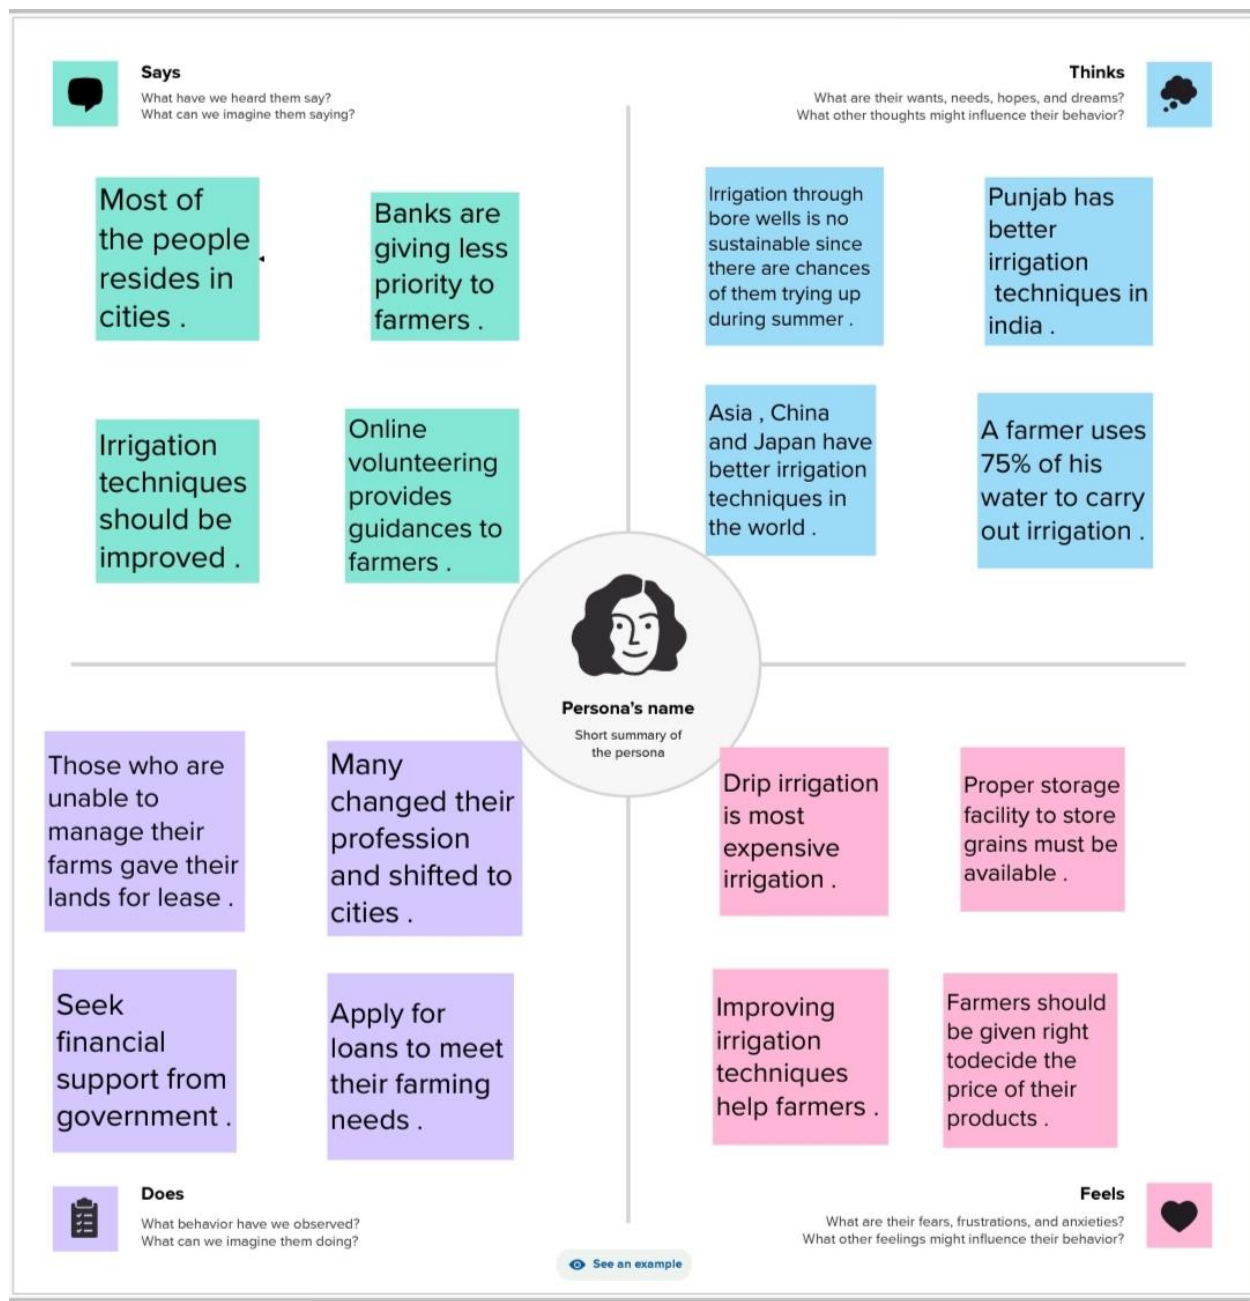 Says
What have we heard them say?
What can we imagine them saying?
Most of
the people
resides in
cities .
Banks are
giving less
priority to
farmers .
Irrigation
techniques
should be
improved .
Online
volunteering
provides
guidances to
farmers .
Thinks
What are their wants, needs, hopes, and dreams?
What other thoughts might influence their behavior?
Irrigation through
bore wells is no
sustainable since
there are chances
of them trying up
during summer .
Punjab has
better
irrigation
techniques in
india .
Asia , China
and Japan have
better irrigation
techniques in
the world .
A farmer uses
75% of his
water to carry
out irrigation .
Persona's name
Short summary of
the persona
Those who are
unable to
manage their
farms gave their
lands for lease .
Many
changed their
profession
and shifted to
cities .
Seek
financial
support from
government .
Apply for
loans to meet
their farming
needs .
Does
What behavior have we observed?
What can we imagine them doing?
Drip irrigation
is most
expensive
irrigation .
Proper storage
facility to store
grains must be
available .
Improving
irrigation
techniques
help farmers .
Farmers should
be given right
todecide the
price of their
products .
Feels
What are their fears, frustrations, and anxieties?
What other feelings might influence their behavior?
See an example